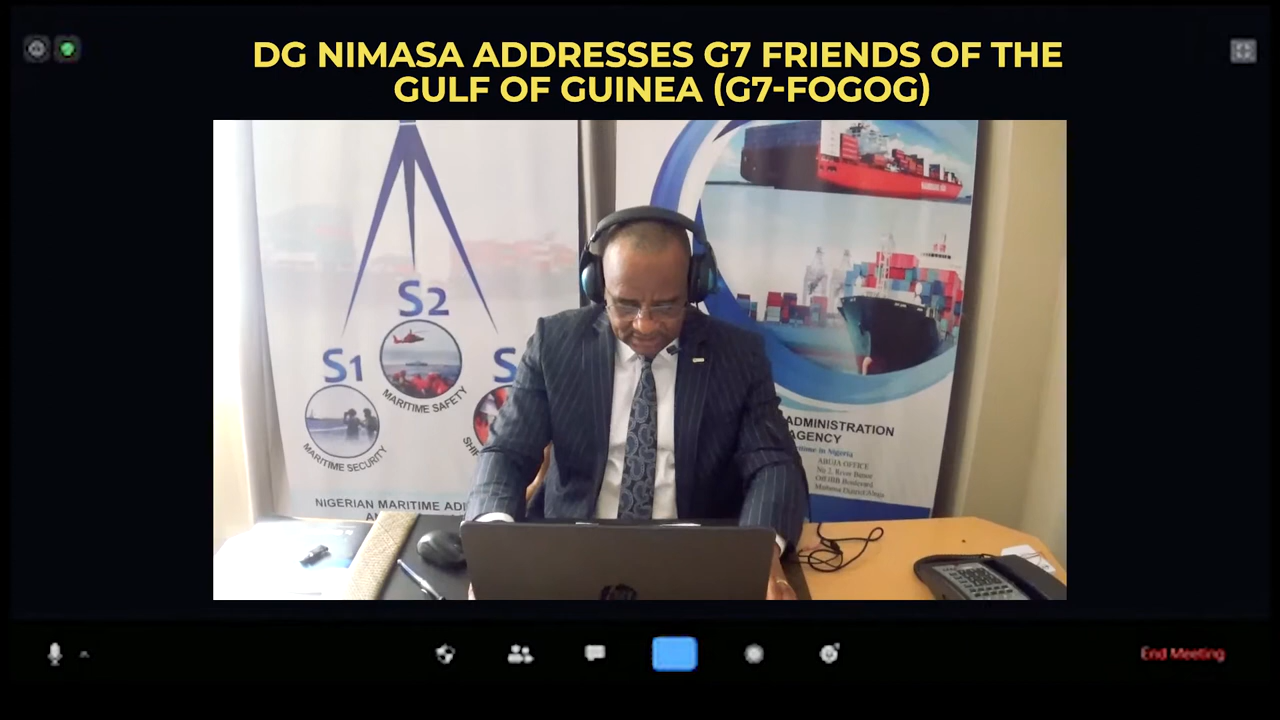 DG NIMASA ADDRESSES G7 FRIENDS OF THE
GULF OF GUINEA (G7-FOGOG)
S2
S1
S
MARITIME SAFETY
MARITIME SECURITY
NIGERIAN MARITIME
ADMINISTRATION
AGENCY
ABUJA OFFICE
hp
End Meeting